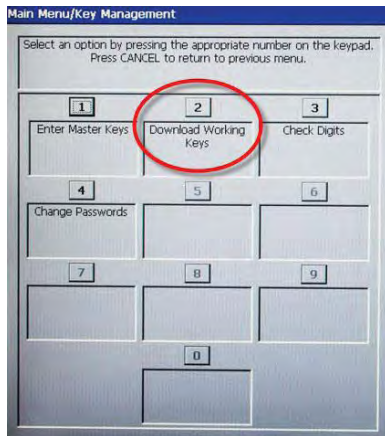 Main Menu/Key Management
Select an option by pressing the appropriate number on the keypad.
Press CANCEL to return to previous menu.
1 2 3
Enter Master Keys Download Working Keys Check Digits
4 5 6
Change Passwords
7 8 9
0